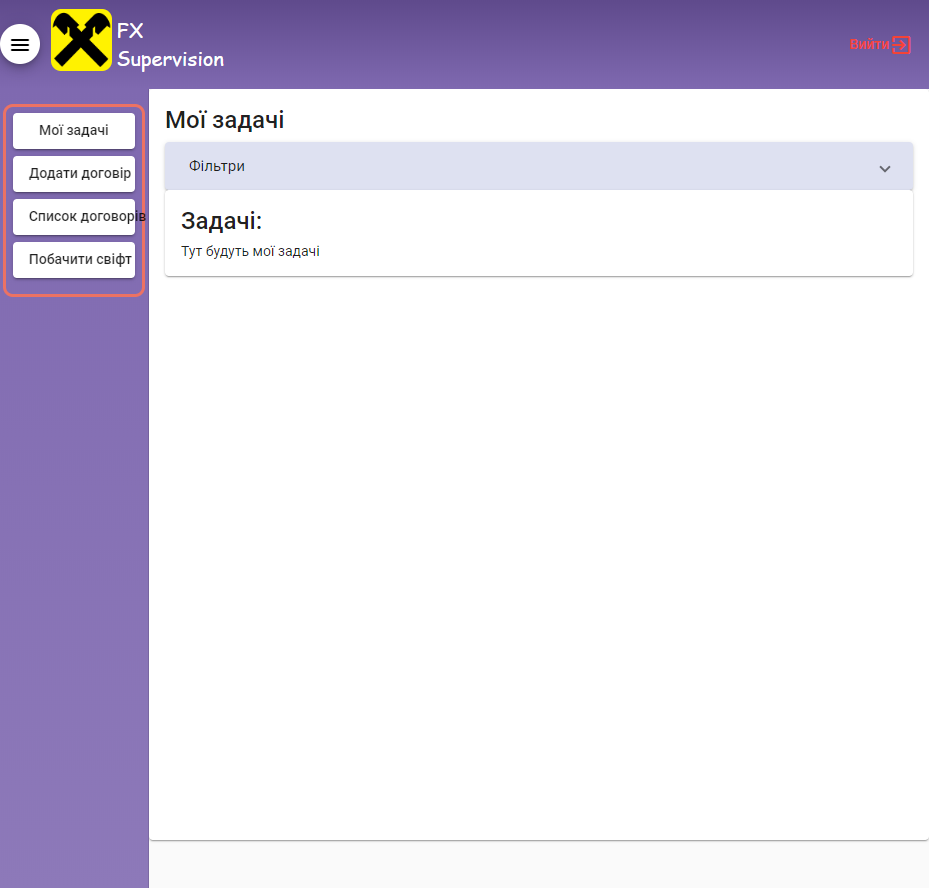 FX
Supervision
Вийти
Мої задачі
Додати договір
Список договорів
Побачити свіфт
Мої задачі
Фільтри
Задачі:
Тут будуть мої задачі